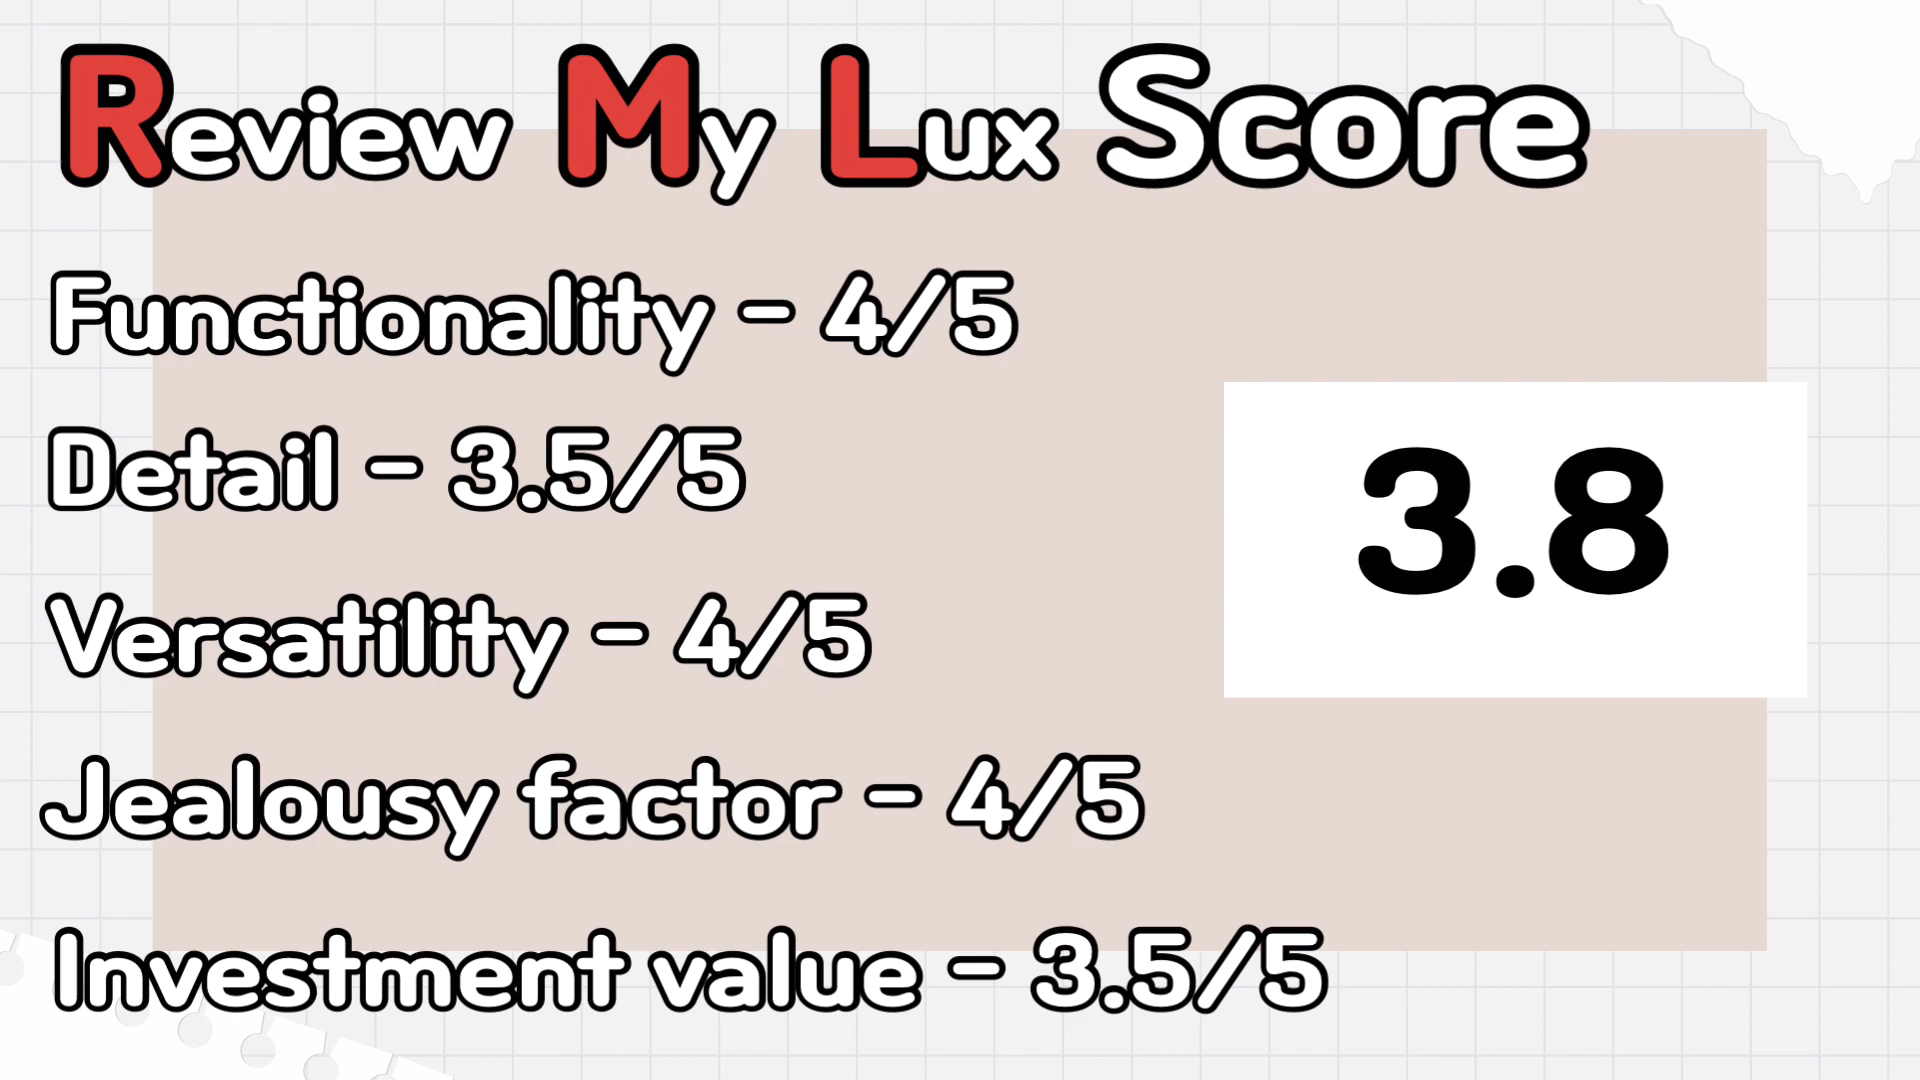 Review My Lux Score
Functionality - 4/5
Detail - 3.5/5
3.8
Versatility - 4/5
Jealousy factor - 4/5
Investment value - 3.5/5